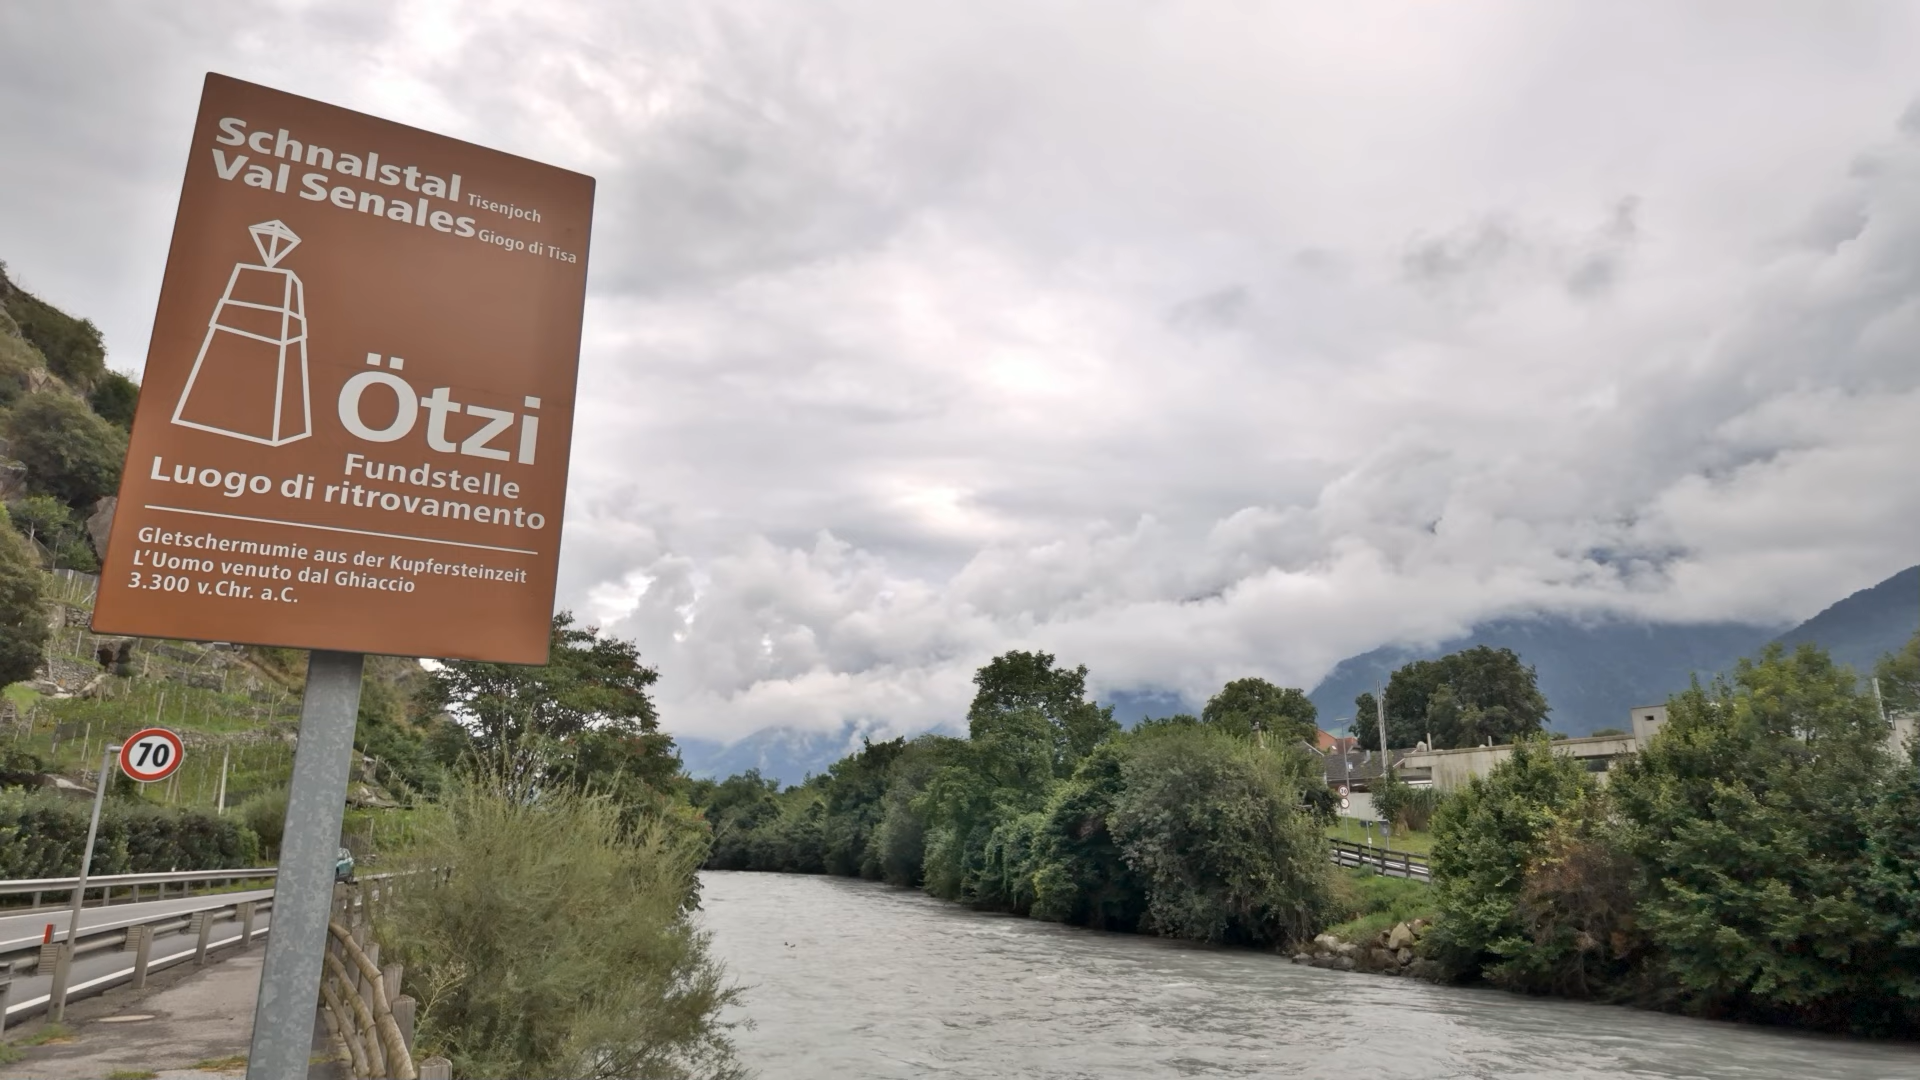 Schnalstal Tisenjoch
Val Senales Giogo di Tisa
Ötzi
Fundstelle
Luogo di ritrovamento
Gletschermumie aus der Kupfersteinzeit
L'Uomo venuto dal Ghiaccio
3.300 v.Chr. a.C.
70